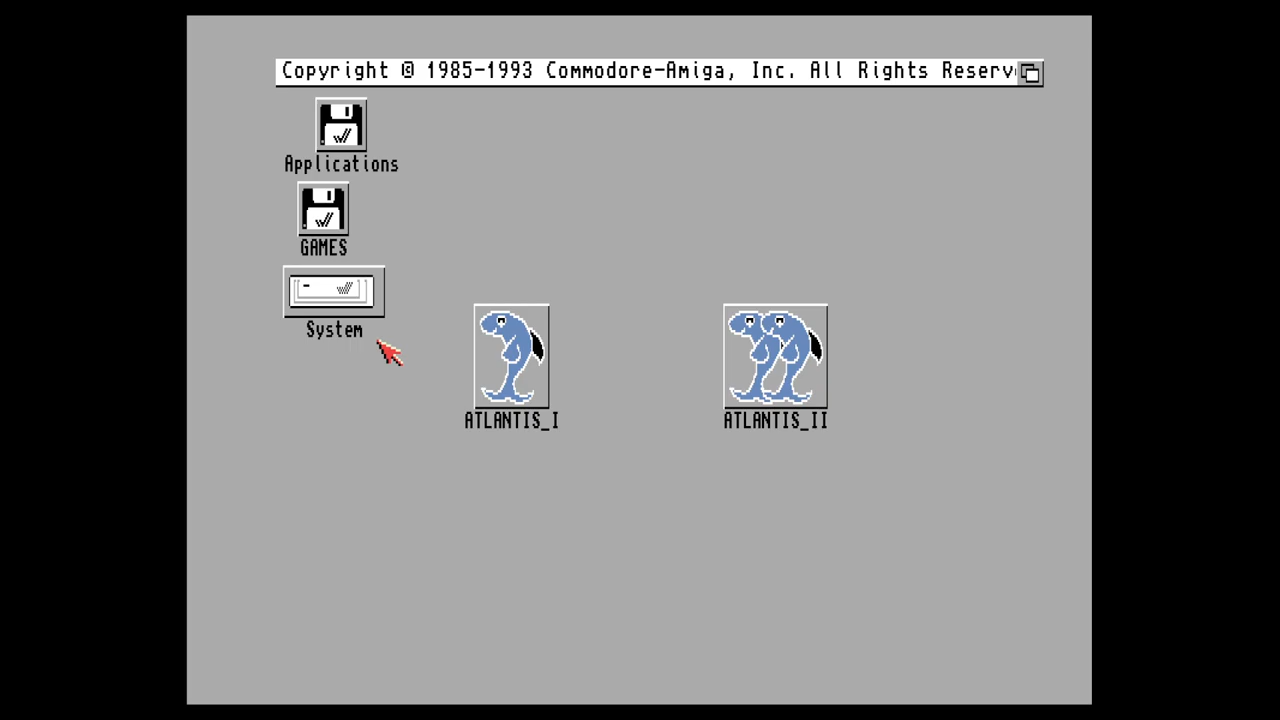 Copyright © 1985-1993 Commodore-Amiga, Inc. All Rights Reserv
Applications
GAMES
System
ATLANTIS_I
ATLANTIS_II